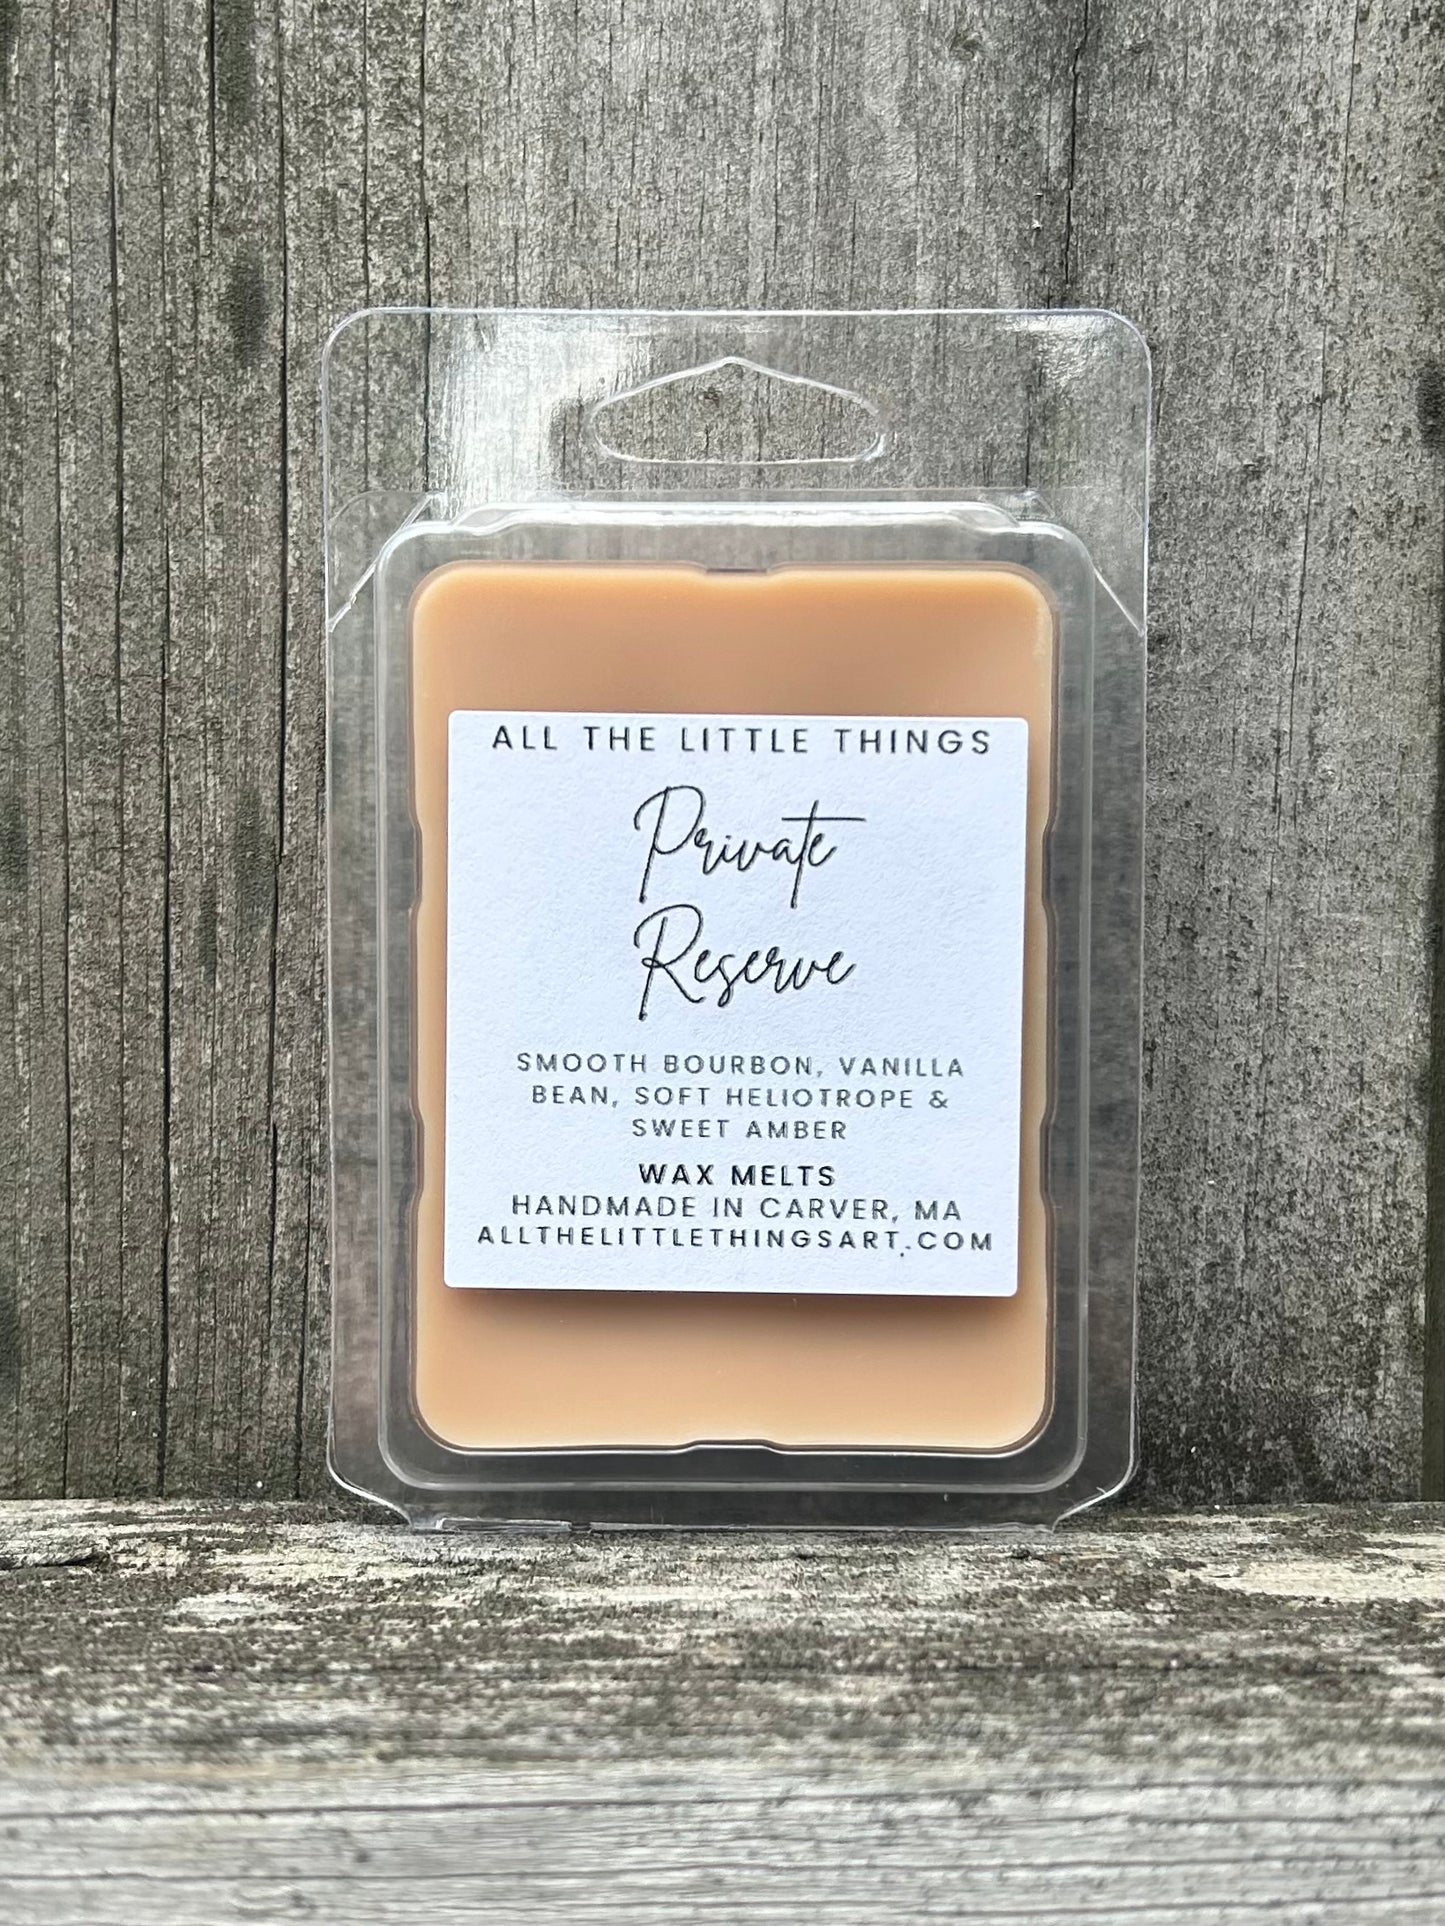 ALL THE LITTLE THINGS
Private
Reserve
SMOOTH BOURBON, VANILLA
BEAN, SOFT HELIOTROPE &
SWEET AMBER
WAX MELTS
HANDMADE IN CARVER, MA
ALLTHELITTLETHINGSART.COM